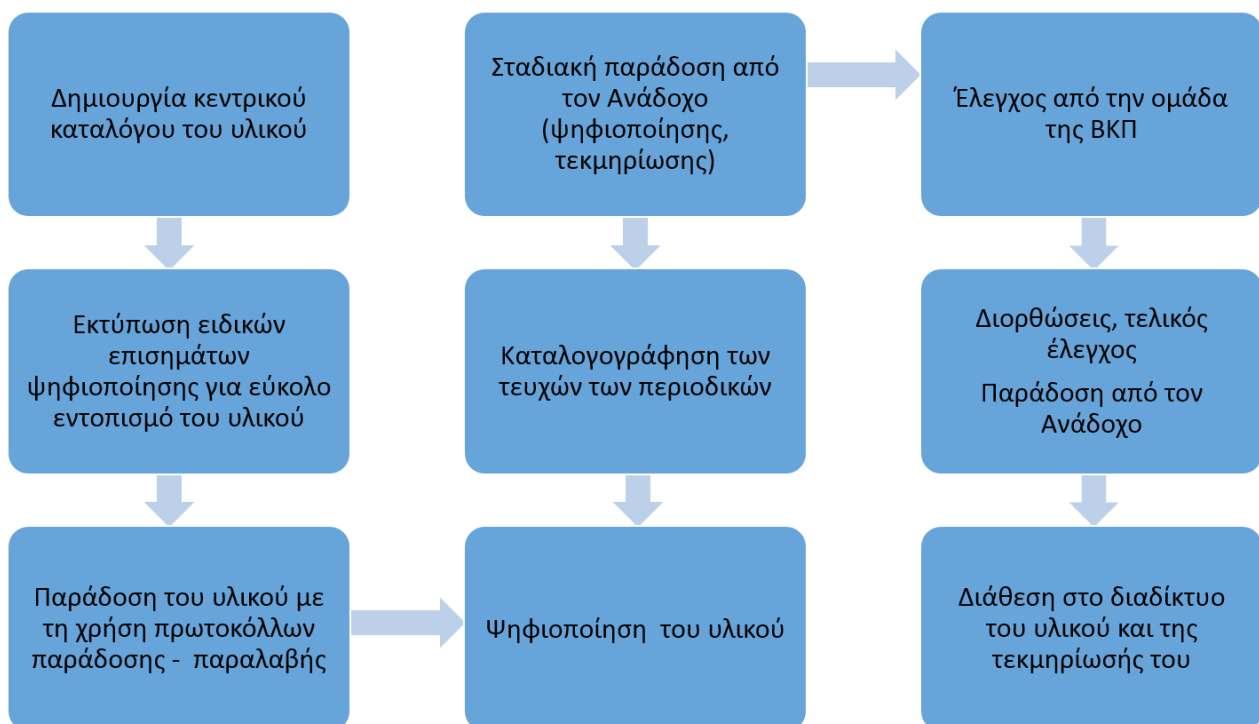 Δημιουργία κεντρικού
καταλόγου του υλικού
Εκτύπωση ειδικών
επισημάτων
ψηφιοποίησης για εύκολο
εντοπισμό του υλικού
Παράδοση του υλικού με
τη χρήση πρωτοκόλλων
παράδοσης - παραλαβής
Σταδιακή παράδοση από
τον Ανάδοχο
(ψηφιοποίησης,
τεκμηρίωσης)
Καταλογογράφηση των
τευχών των περιοδικών
Ψηφιοποίηση του υλικού
Έλεγχος από την ομάδα
της ΒΚΠ
Διορθώσεις, τελικός
έλεγχος
Παράδοση από τον
Ανάδοχο
Διάθεση στο διαδίκτυο
του υλικού και της
τεκμηρίωσής του